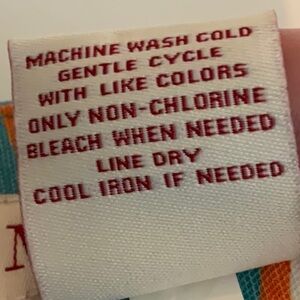 MACHINE WASH COLD
GENTLE CYCLE
WITH LIKE COLORS
ONLY NON-CHLORINE
BLEACH WHEN NEEDED
LINE DRY
COOL IRON IF NEEDED